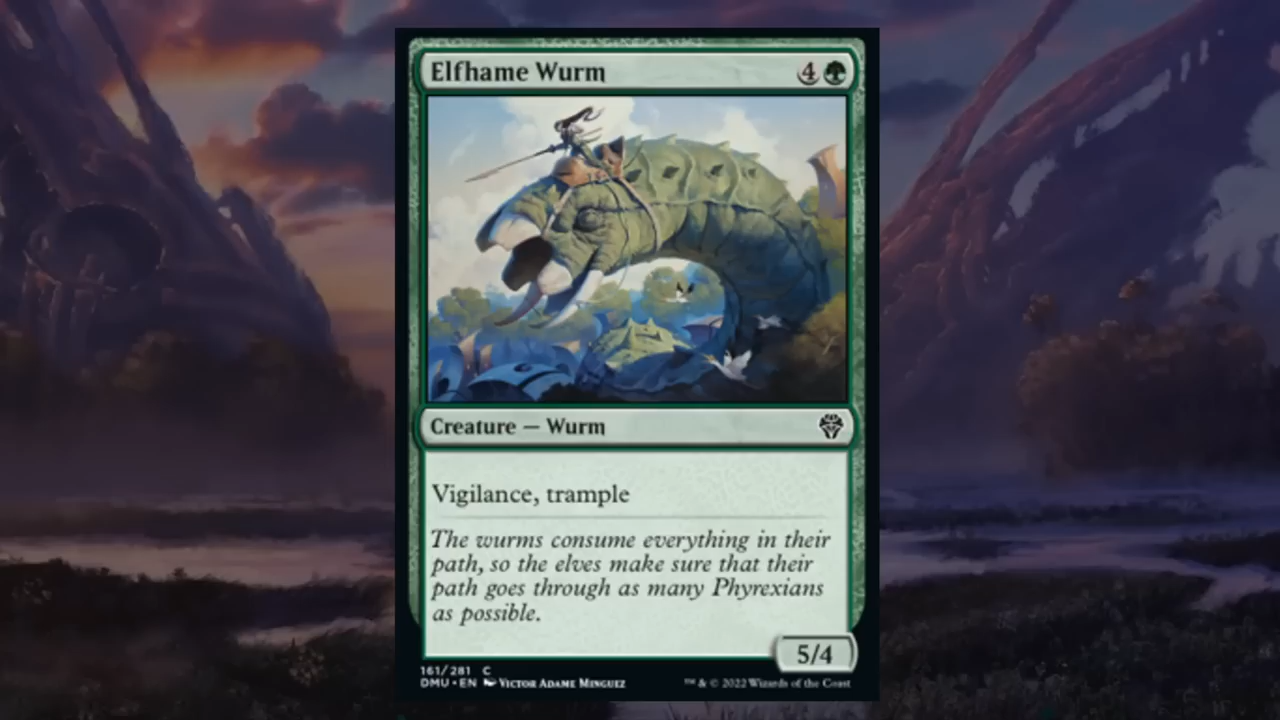 Elfhame Wurm 4
Creature — Wurm
Vigilance, trample
The wurms consume everything in their
path, so the elves make sure that their
path goes through as many Phyrexians
as possible.
5/4
161/281 C
DMU • EN Victor Adame Minguez
™ & © 2022 Wizards of the Coast